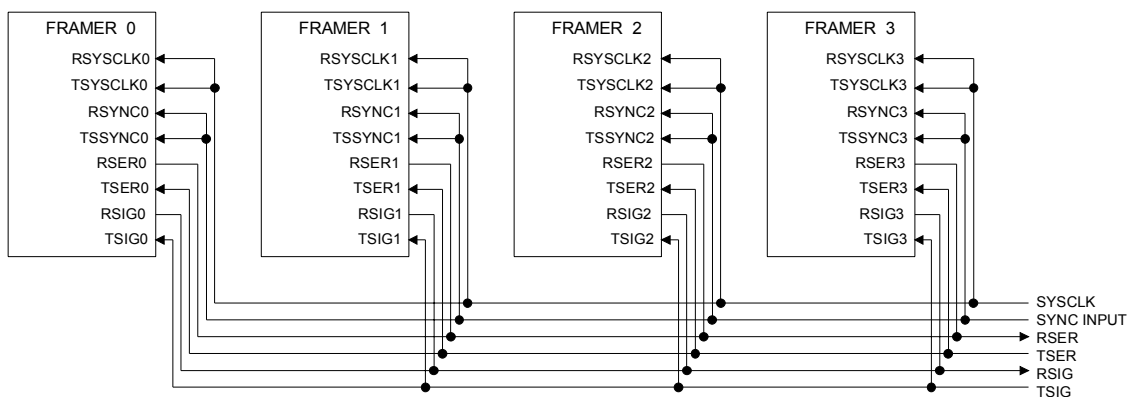 FRAMER 0
RSYSCLK0
TSYSCLK0
RSYNC0
TSSYNC0
RSER0
TSER0
RSIG0
TSIG0
FRAMER 1
RSYSCLK1
TSYSCLK1
RSYNC1
TSSYNC1
RSER1
TSER1
RSIG1
TSIG1
FRAMER 2
RSYSCLK2
TSYSCLK2
RSYNC2
TSSYNC2
RSER2
TSER2
RSIG2
TSIG2
FRAMER 3
RSYSCLK3
TSYSCLK3
RSYNC3
TSSYNC3
RSER3
TSER3
RSIG3
TSIG3
SYSCLK
SYNC INPUT
RSER
TSER
RSIG
TSIG